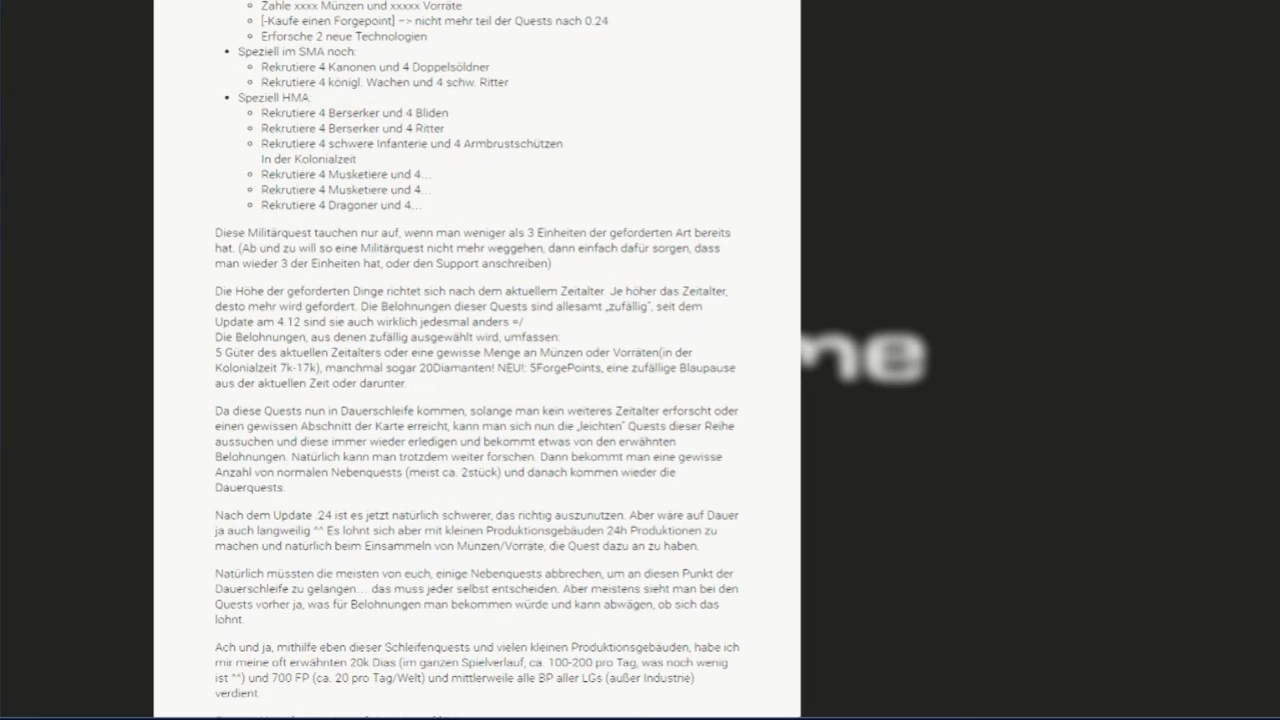 Zahle xxxx Münzen und xxxxx Vorräte
[-Kaufe einen Forgepoint] –> nicht mehr teil der Quests nach 0.24
Erforsche 2 neue Technologien
Speziell im SMA noch:
Rekrutiere 4 Kanonen und 4 Doppelsöldner
Rekrutiere 4 königl. Wachen und 4 schw. Ritter
Speziell HMA:
Rekrutiere 4 Berserker und 4 Bliden
Rekrutiere 4 Berserker und 4 Ritter
Rekrutiere 4 schwere Infanterie und 4 Armbrustschützen
In der Kolonialzeit
Rekrutiere 4 Musketiere und 4…
Rekrutiere 4 Musketiere und 4…
Rekrutiere 4 Dragoner und 4…
Diese Militärquest tauchen nur auf, wenn man weniger als 3 Einheiten der geforderten Art bereits
hat. (Ab und zu will so eine Militärquest nicht mehr weggehen, dann einfach dafür sorgen, dass
man wieder 3 der Einheiten hat, oder den Support anschreiben)
Die Höhe der geforderten Dinge richtet sich nach dem aktuellem Zeitalter. Je höher das Zeitalter,
desto mehr wird gefordert. Die Belohnungen dieser Quests sind allesamt „zufällig“, seit dem
Update am 4.12 sind sie auch wirklich jedesmal anders =/
Die Belohnungen, aus denen zufällig ausgewählt wird, umfassen:
5 Güter des aktuellen Zeitalters oder eine gewisse Menge an Münzen oder Vorräten(in der
Kolonialzeit 7k-17k), manchmal sogar 20Diamanten! NEU!: 5ForgePoints, eine zufällige Blaupause
aus der aktuellen Zeit oder darunter.
Da diese Quests nun in Dauerschleife kommen, solange man kein weiteres Zeitalter erforscht oder
einen gewissen Abschnitt der Karte erreicht, kann man sich nun die „leichten“ Quests dieser Reihe
aussuchen und diese immer wieder erledigen und bekommt etwas von den erwähnten
Belohnungen. Natürlich kann man trotzdem weiter forschen. Dann bekommt man eine gewisse
Anzahl von normalen Nebenquests (meist ca. 2stück) und danach kommen wieder die
Dauerquests.
Nach dem Update .24 ist es jetzt natürlich schwerer, das richtig auszunutzen. Aber wäre auf Dauer
ja auch langweilig ^^ Es lohnt sich aber mit kleinen Produktionsgebäuden 24h Produktionen zu
machen und natürlich beim Einsammeln von Münzen/Vorräte, die Quest dazu an zu haben.
Natürlich müssten die meisten von euch, einige Nebenquests abbrechen, um an diesen Punkt der
Dauerschleife zu gelangen…. das muss jeder selbst entscheiden. Aber meistens sieht man bei den
Quests vorher ja, was für Belohnungen man bekommen würde und kann abwägen, ob sich das
lohnt.
Ach und ja, mithilfe eben dieser Schleifenquests und vielen kleinen Produktionsgebäuden, habe ich
mir meine oft erwähnten 20k Dias (im ganzen Spielverlauf, ca. 100-200 pro Tag, was noch wenig
ist ^^) und 700 FP (ca. 20 pro Tag/Welt) und mittlerweile alle BP aller LGs (außer Industrie)
verdient.
me